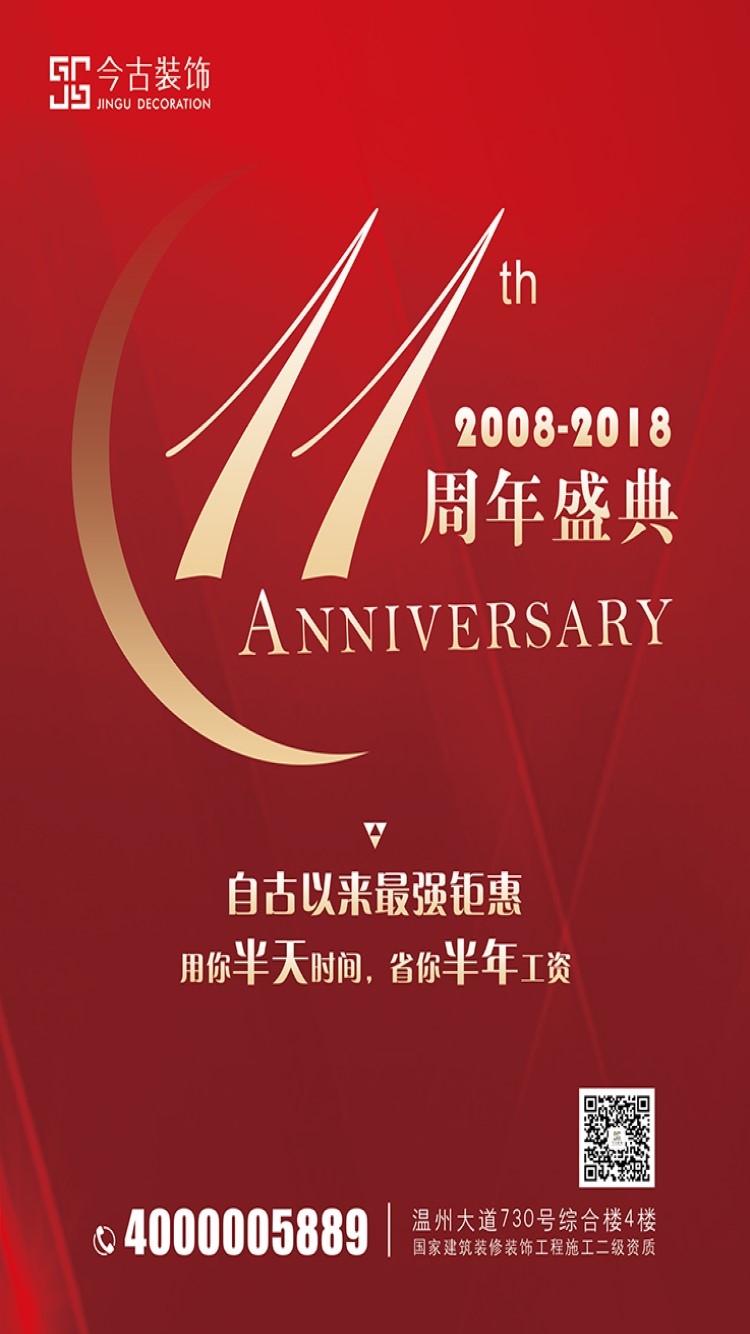 今古装饰
JINGU DECORATION
11th
2008-2018
周年盛典
ANNIVERSARY
自古以来最强钜惠
用你半天时间，省你半年工资
4000005889
温州大道730号综合楼4楼
国家建筑装修装饰工程施工二级资质